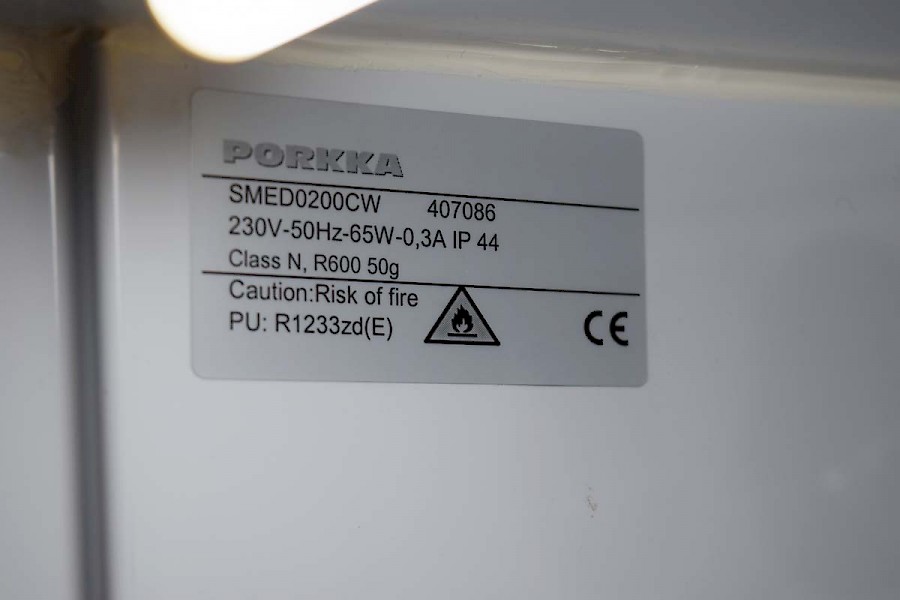 PORKKA
SMED0200CW 407086
230V-50Hz-65W-0,3A IP 44
Class N, R600 50g
Caution:Risk of fire
PU: R1233zd(E)
CE